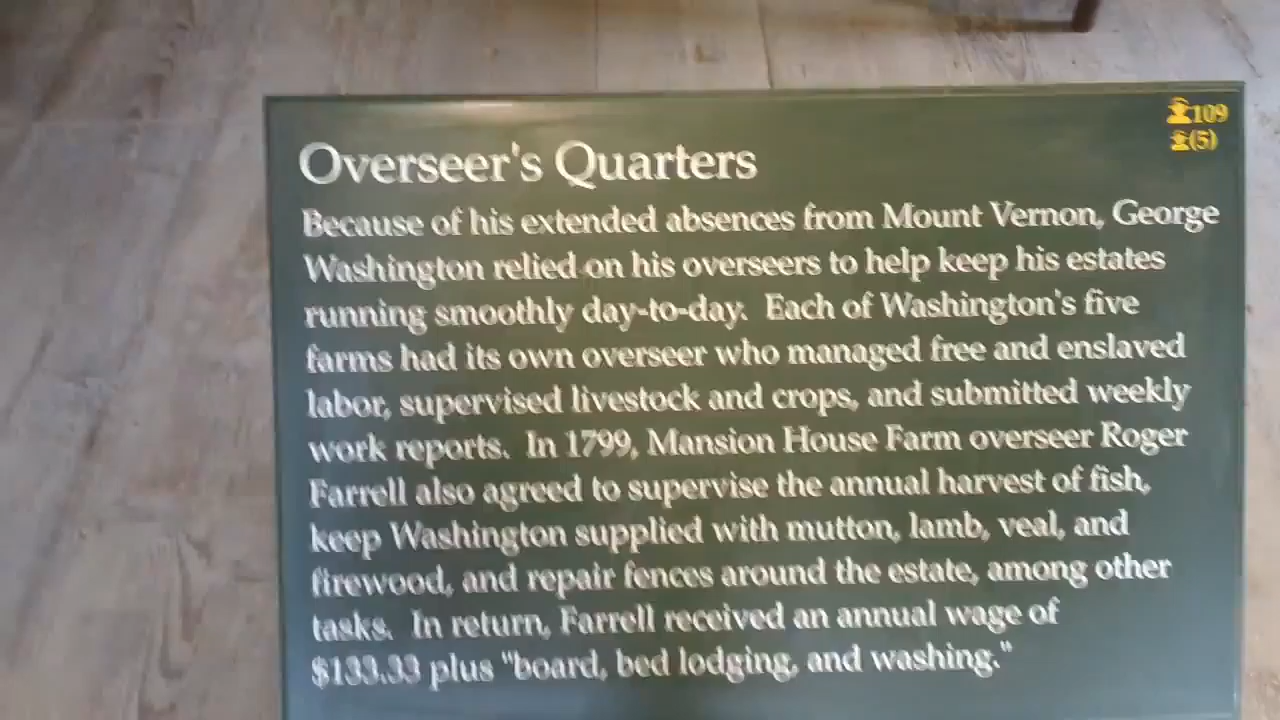 109
(5)
Overseer's Quarters
Because of his extended absences from Mount Vernon, George
Washington relied on his overseers to help keep his estates
running smoothly day-to-day. Each of Washington's five
farms had its own overseer who managed free and enslaved
labor, supervised livestock and crops, and submitted weekly
work reports. In 1799, Mansion House Farm overseer Roger
Farrell also agreed to supervise the annual harvest of fish,
keep Washington supplied with mutton, lamb, veal, and
firewood, and repair fences around the estate, among other
tasks. In return, Farrell received an annual wage of
$133.33 plus "board, bed lodging, and washing."